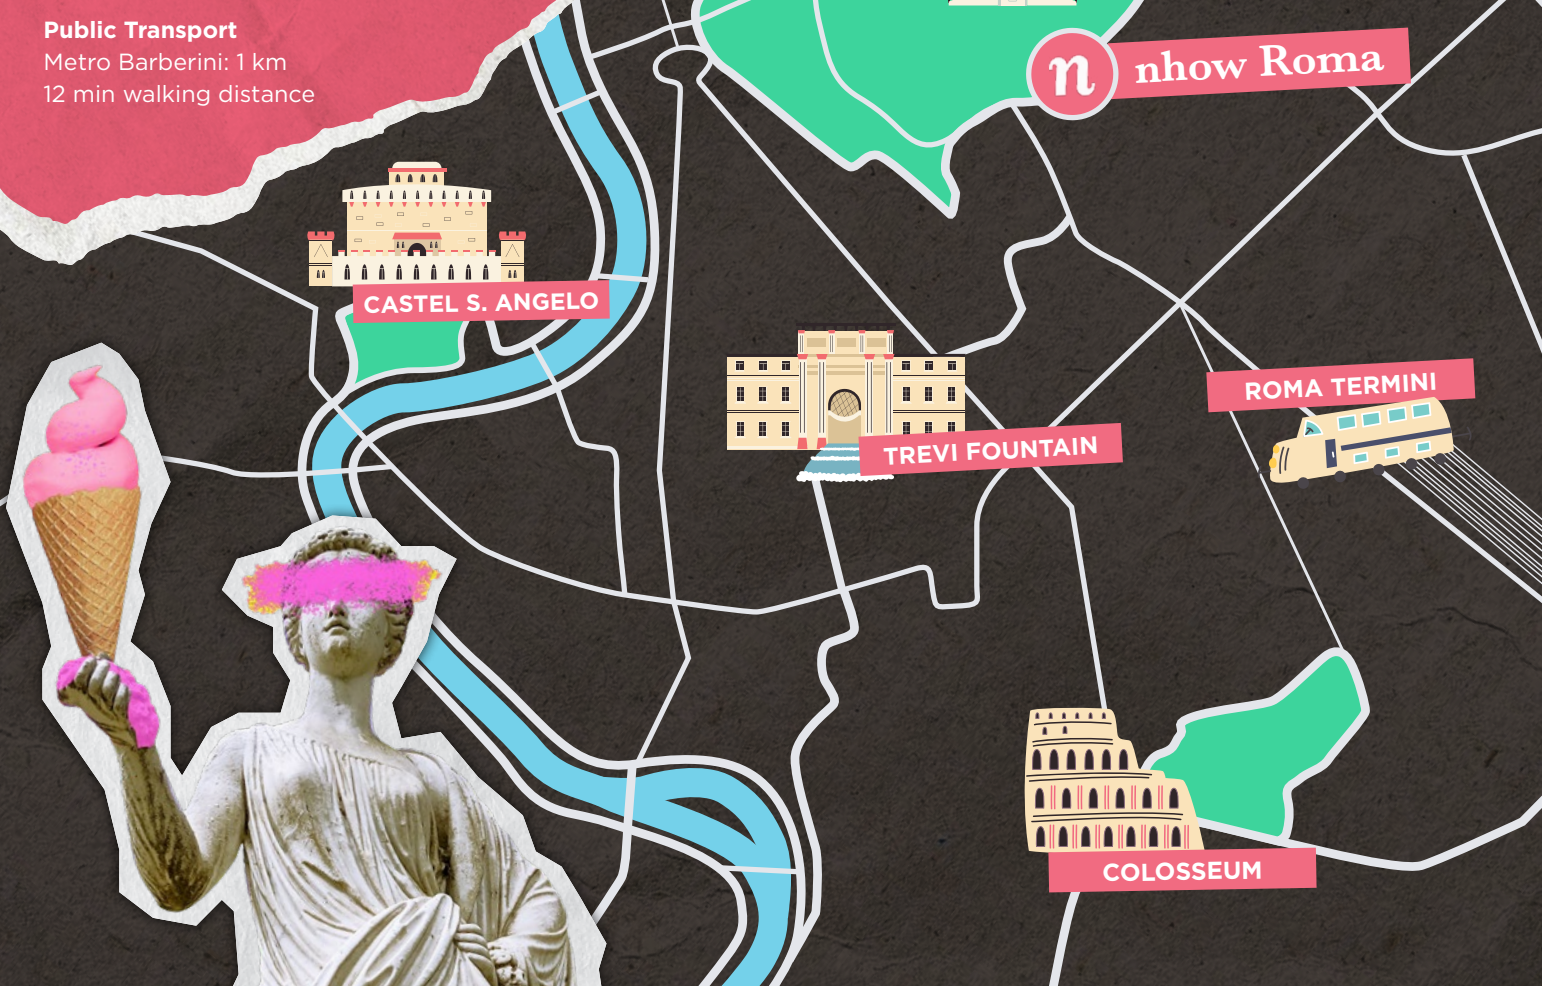 Public Transport
Metro Barberini: 1 km
12 min walking distance
n nhow Roma
CASTEL S. ANGELO
ROMA TERMINI
TREVI FOUNTAIN
COLOSSEUM